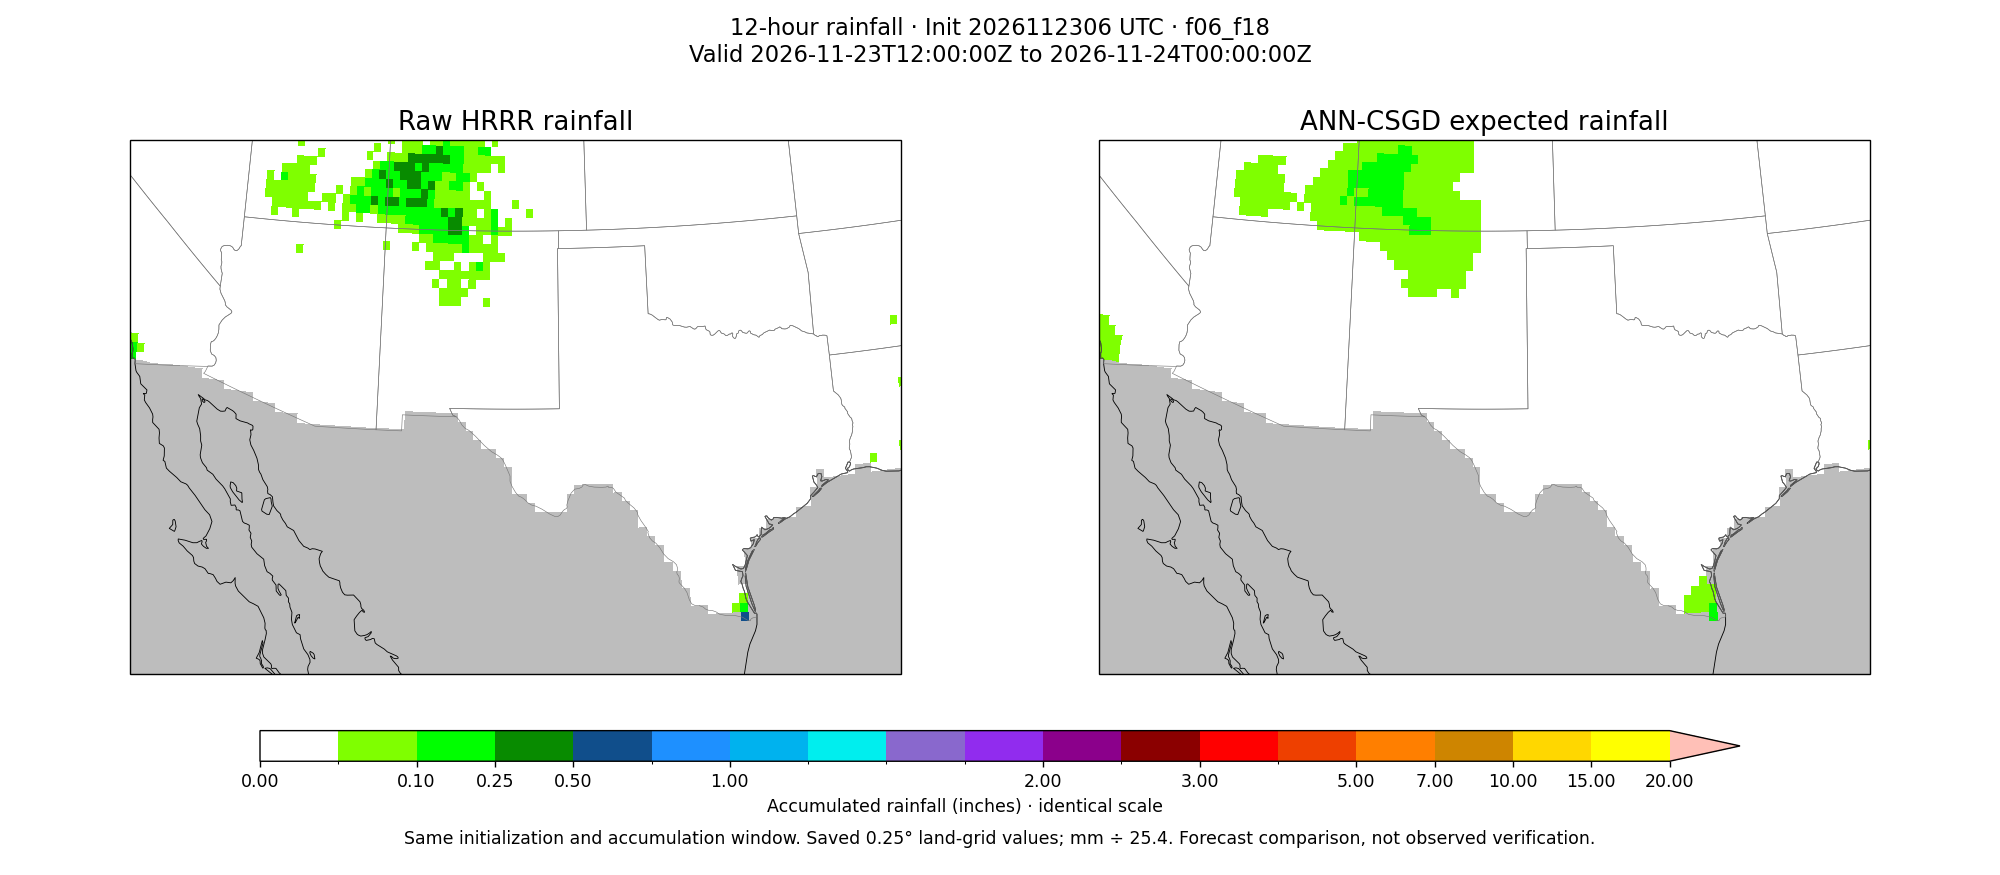 12-hour rainfall · Init 2026112306 UTC · f06_f18
Valid 2026-11-23T12:00:00Z to 2026-11-24T00:00:00Z
Raw HRRR rainfall
ANN-CSGD expected rainfall
0.00 0.10 0.25 0.50 1.00 2.00 3.00 5.00 7.00 10.00 15.00 20.00
Accumulated rainfall (inches) · identical scale
Same initialization and accumulation window. Saved 0.25° land-grid values; mm ÷ 25.4. Forecast comparison, not observed verification.